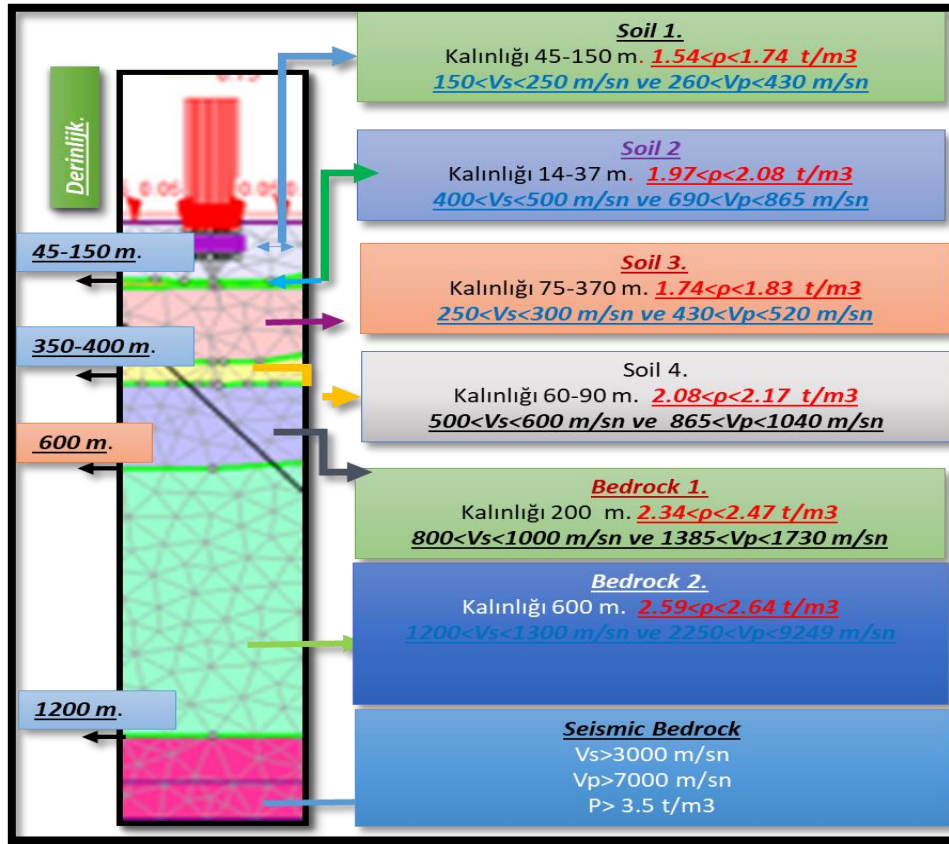 Soil 1.
Kalınlığı 45-150 m. 1.54<ρ<1.74 t/m3
150<Vs<250 m/sn ve 260<Vp<430 m/sn
Derinlijk.
Soil 2
Kalınlığı 14-37 m. 1.97<ρ<2.08 t/m3
400<Vs<500 m/sn ve 690<Vp<865 m/sn
45-150 m.
Soil 3.
Kalınlığı 75-370 m. 1.74<ρ<1.83 t/m3
250<Vs<300 m/sn ve 430<Vp<520 m/sn
350-400 m.
Soil 4.
Kalınlığı 60-90 m. 2.08<ρ<2.17 t/m3
500<Vs<600 m/sn ve 865<Vp<1040 m/sn
600 m.
Bedrock 1.
Kalınlığı 200 m. 2.34<ρ<2.47 t/m3
800<Vs<1000 m/sn ve 1385<Vp<1730 m/sn
Bedrock 2.
Kalınlığı 600 m. 2.59<ρ<2.64 t/m3
1200<Vs<1300 m/sn ve 2250<Vp<9249 m/sn
1200 m.
Seismic Bedrock
Vs>3000 m/sn
Vp>7000 m/sn
P> 3.5 t/m3